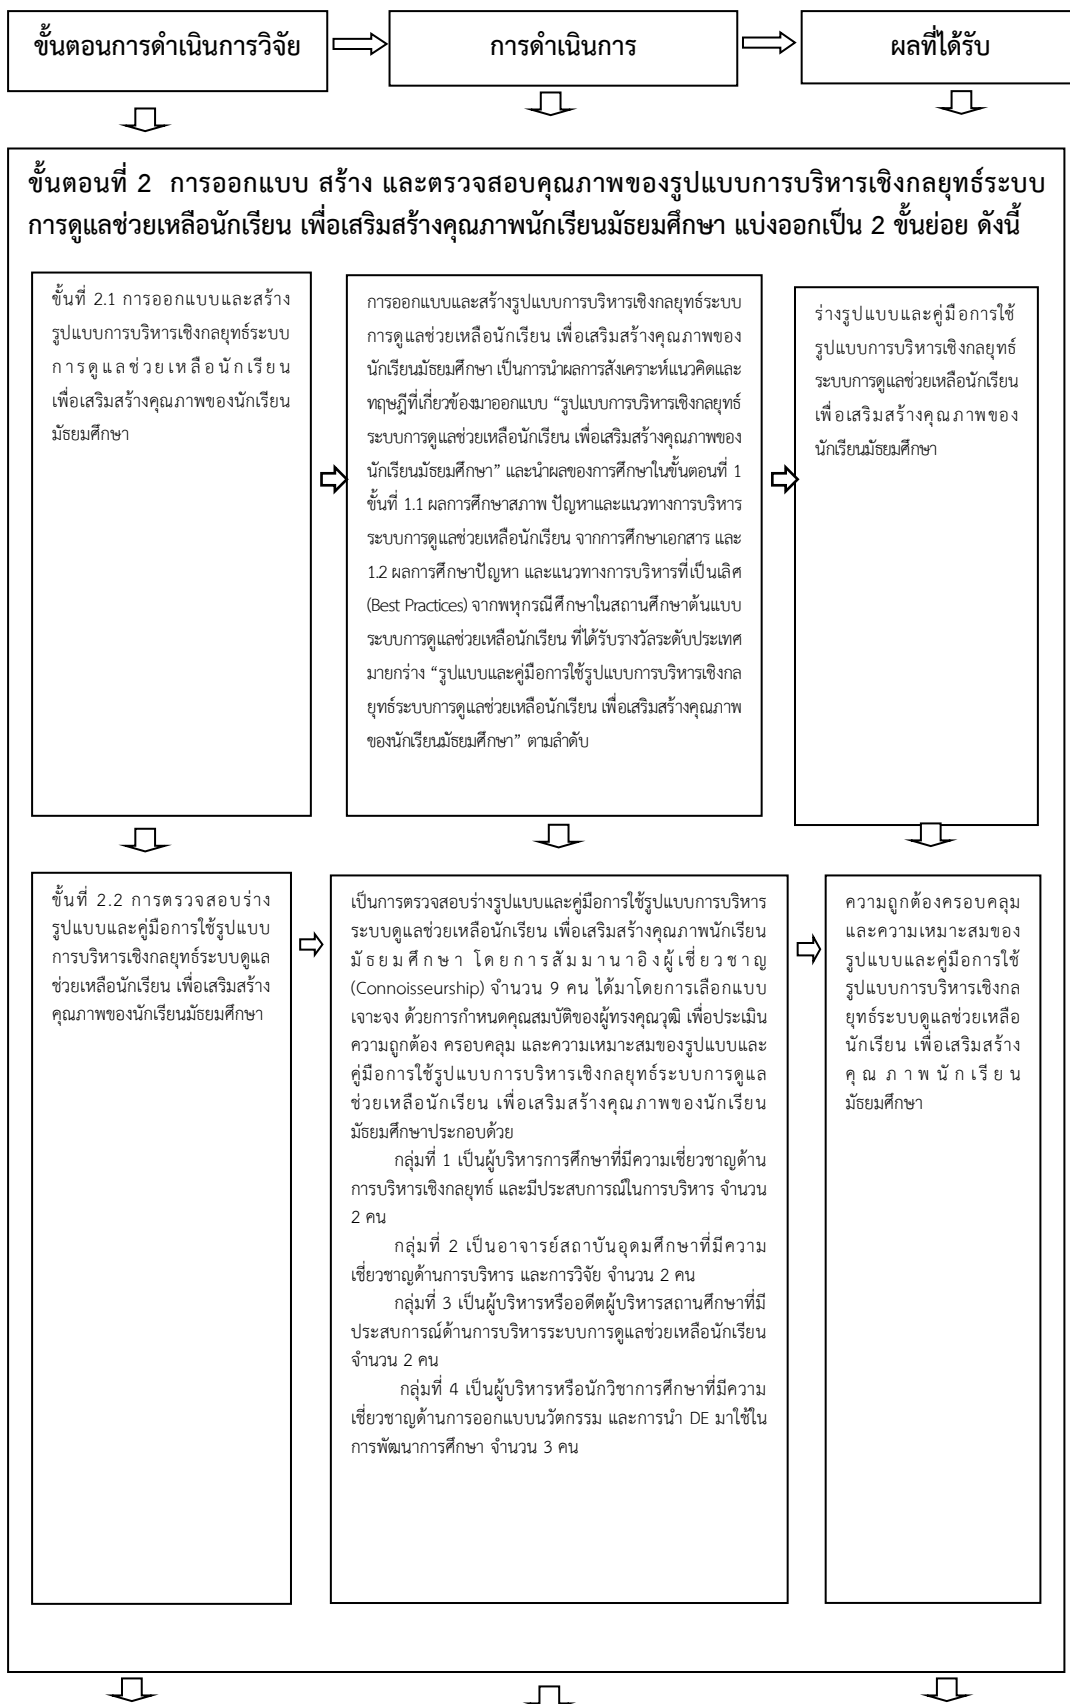 ขั้นตอนการดำเนินการวิจัย
การดำเนินการ
ผลที่ได้รับ
ขั้นตอนที่ 2 การออกแบบ สร้าง และตรวจสอบคุณภาพของรูปแบบการบริหารเชิงกลยุทธ์ระบบ
การดูแลช่วยเหลือนักเรียน เพื่อเสริมสร้างคุณภาพนักเรียนมัธยมศึกษา แบ่งออกเป็น 2 ขั้นย่อย ดังนี้
ขั้นที่ 2.1 การออกแบบและสร้าง
รูปแบบการบริหารเชิงกลยุทธ์ระบบ
การดูแลช่วยเหลือนักเรียน
เพื่อเสริมสร้างคุณภาพของนักเรียน
มัธยมศึกษา
การออกแบบและสร้างรูปแบบการบริหารเชิงกลยุทธ์ระบบ
การดูแลช่วยเหลือนักเรียน เพื่อเสริมสร้างคุณภาพของ
นักเรียนมัธยมศึกษา เป็นการนำผลการสังเคราะห์แนวคิดและ
ทฤษฎีที่เกี่ยวข้องมาออกแบบ “รูปแบบการบริหารเชิงกลยุทธ์
ระบบการดูแลช่วยเหลือนักเรียน เพื่อเสริมสร้างคุณภาพของ
นักเรียนมัธยมศึกษา” และนำผลของการศึกษาในขั้นตอนที่ 1
ขั้นที่ 1.1 ผลการศึกษาสภาพ ปัญหาและแนวทางการบริหาร
ระบบการดูแลช่วยเหลือนักเรียน จากการศึกษาเอกสาร และ
1.2 ผลการศึกษาปัญหา และแนวทางการบริหารที่เป็นเลิศ
(Best Practices) จากพหุกรณีศึกษาในสถานศึกษาต้นแบบ
ระบบการดูแลช่วยเหลือนักเรียน ที่ได้รับรางวัลระดับประเทศ
มายกร่าง “รูปแบบและคู่มือการใช้รูปแบบการบริหารเชิงกล
ยุทธ์ระบบการดูแลช่วยเหลือนักเรียน เพื่อเสริมสร้างคุณภาพ
ของนักเรียนมัธยมศึกษา” ตามลำดับ
ร่างรูปแบบและคู่มือการใช้
รูปแบบการบริหารเชิงกลยุทธ์
ระบบการดูแลช่วยเหลือนักเรียน
เพื่อเสริมสร้างคุณภาพของ
นักเรียนมัธยมศึกษา
ขั้นที่ 2.2 การตรวจสอบร่าง
รูปแบบและคู่มือการใช้รูปแบบ
การบริหารเชิงกลยุทธ์ระบบดูแล
ช่วยเหลือนักเรียน เพื่อเสริมสร้าง
คุณภาพของนักเรียนมัธยมศึกษา
เป็นการตรวจสอบร่างรูปแบบและคู่มือการใช้รูปแบบการบริหาร
ระบบดูแลช่วยเหลือนักเรียน เพื่อเสริมสร้างคุณภาพนักเรียน
มัธยมศึกษา โดยการสัมมานาอิงผู้เชี่ยวชาญ
(Connoisseurship) จำนวน 9 คน ได้มาโดยการเลือกแบบ
เจาะจง ด้วยการกำหนดคุณสมบัติของผู้ทรงคุณวุฒิ เพื่อประเมิน
ความถูกต้อง ครอบคลุม และความเหมาะสมของรูปแบบและ
คู่มือการใช้รูปแบบการบริหารเชิงกลยุทธ์ระบบการดูแล
ช่วยเหลือนักเรียน เพื่อเสริมสร้างคุณภาพของนักเรียน
มัธยมศึกษาประกอบด้วย
กลุ่มที่ 1 เป็นผู้บริหารการศึกษาที่มีความเชี่ยวชาญด้าน
การบริหารเชิงกลยุทธ์ และมีประสบการณ์ในการบริหาร จำนวน
2 คน
กลุ่มที่ 2 เป็นอาจารย์สถาบันอุดมศึกษาที่มีความ
เชี่ยวชาญด้านการบริหาร และการวิจัย จำนวน 2 คน
กลุ่มที่ 3 เป็นผู้บริหารหรืออดีตผู้บริหารสถานศึกษาที่มี
ประสบการณ์ด้านการบริหารระบบการดูแลช่วยเหลือนักเรียน
จำนวน 2 คน
กลุ่มที่ 4 เป็นผู้บริหารหรือนักวิชาการศึกษาที่มีความ
เชี่ยวชาญด้านการออกแบบนวัตกรรม และการนำ DE มาใช้ใน
การพัฒนาการศึกษา จำนวน 3 คน
ความถูกต้องครอบคลุม
และความเหมาะสมของ
รูปแบบและคู่มือการใช้
รูปแบบการบริหารเชิงกล
ยุทธ์ระบบดูแลช่วยเหลือ
นักเรียน เพื่อเสริมสร้าง
คุณภาพนักเรียน
มัธยมศึกษา